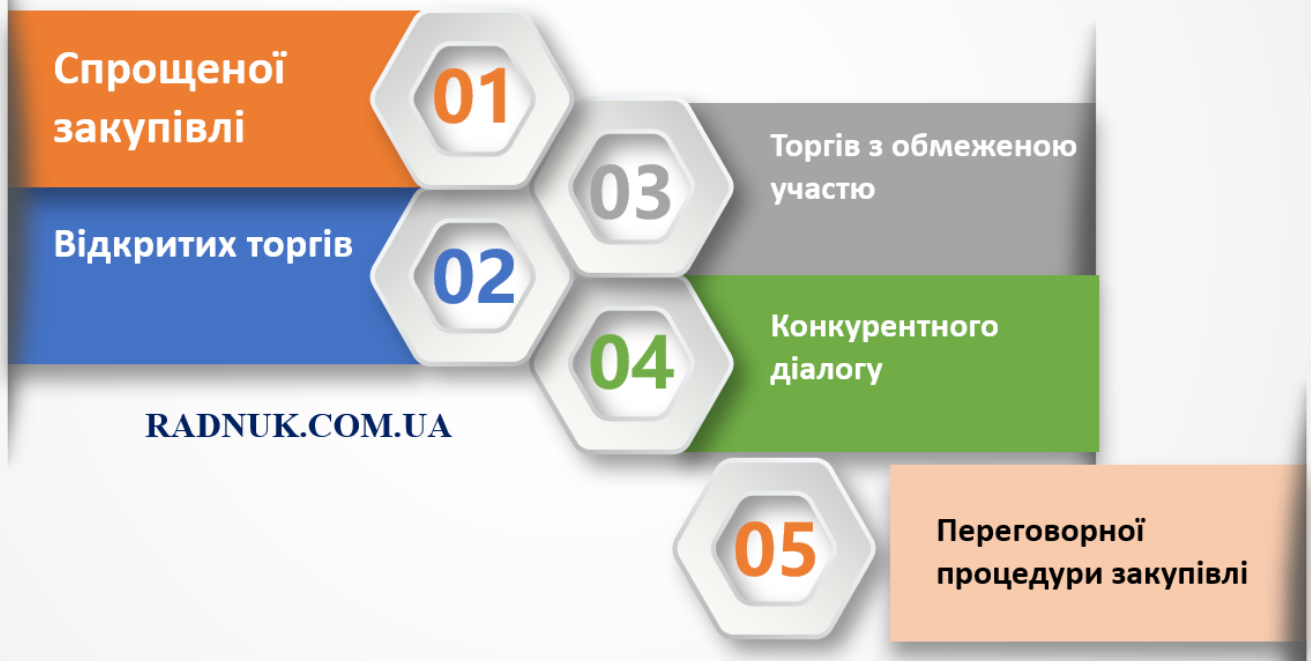 01
Спрощеної
закупівлі
02
Відкритих торгів
03
Торгів з обмеженою
участю
04
Конкурентного
діалогу
RADNUK.COM.UA
05
Переговорної
процедури закупівлі